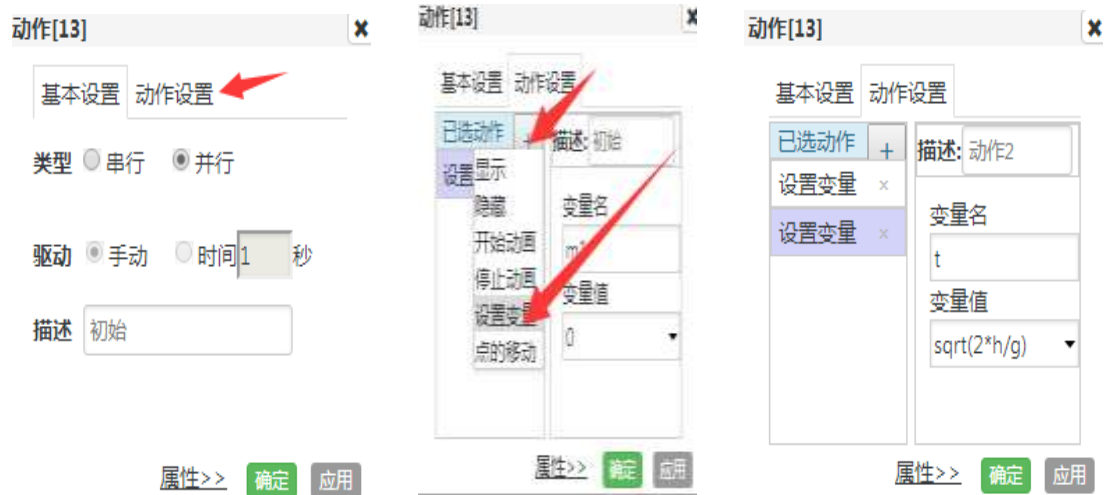 动作[13]
基本设置 动作设置
类型 串行 并行
驱动 手动 时间 1 秒
描述 初始
属性>> 确定 应用
动作[13]
基本设置 动作设置
已选动作 + 描述: 初始
设置
显示
隐藏
开始动画
停止动画
设置变量
点的移动
变量名
变量值
0
属性>> 确定 应用
动作[13]
基本设置 动作设置
已选动作 + 描述: 动作2
设置变量 ×
设置变量 ×
变量名
t
变量值
sqrt(2*h/g)
属性>> 确定 应用